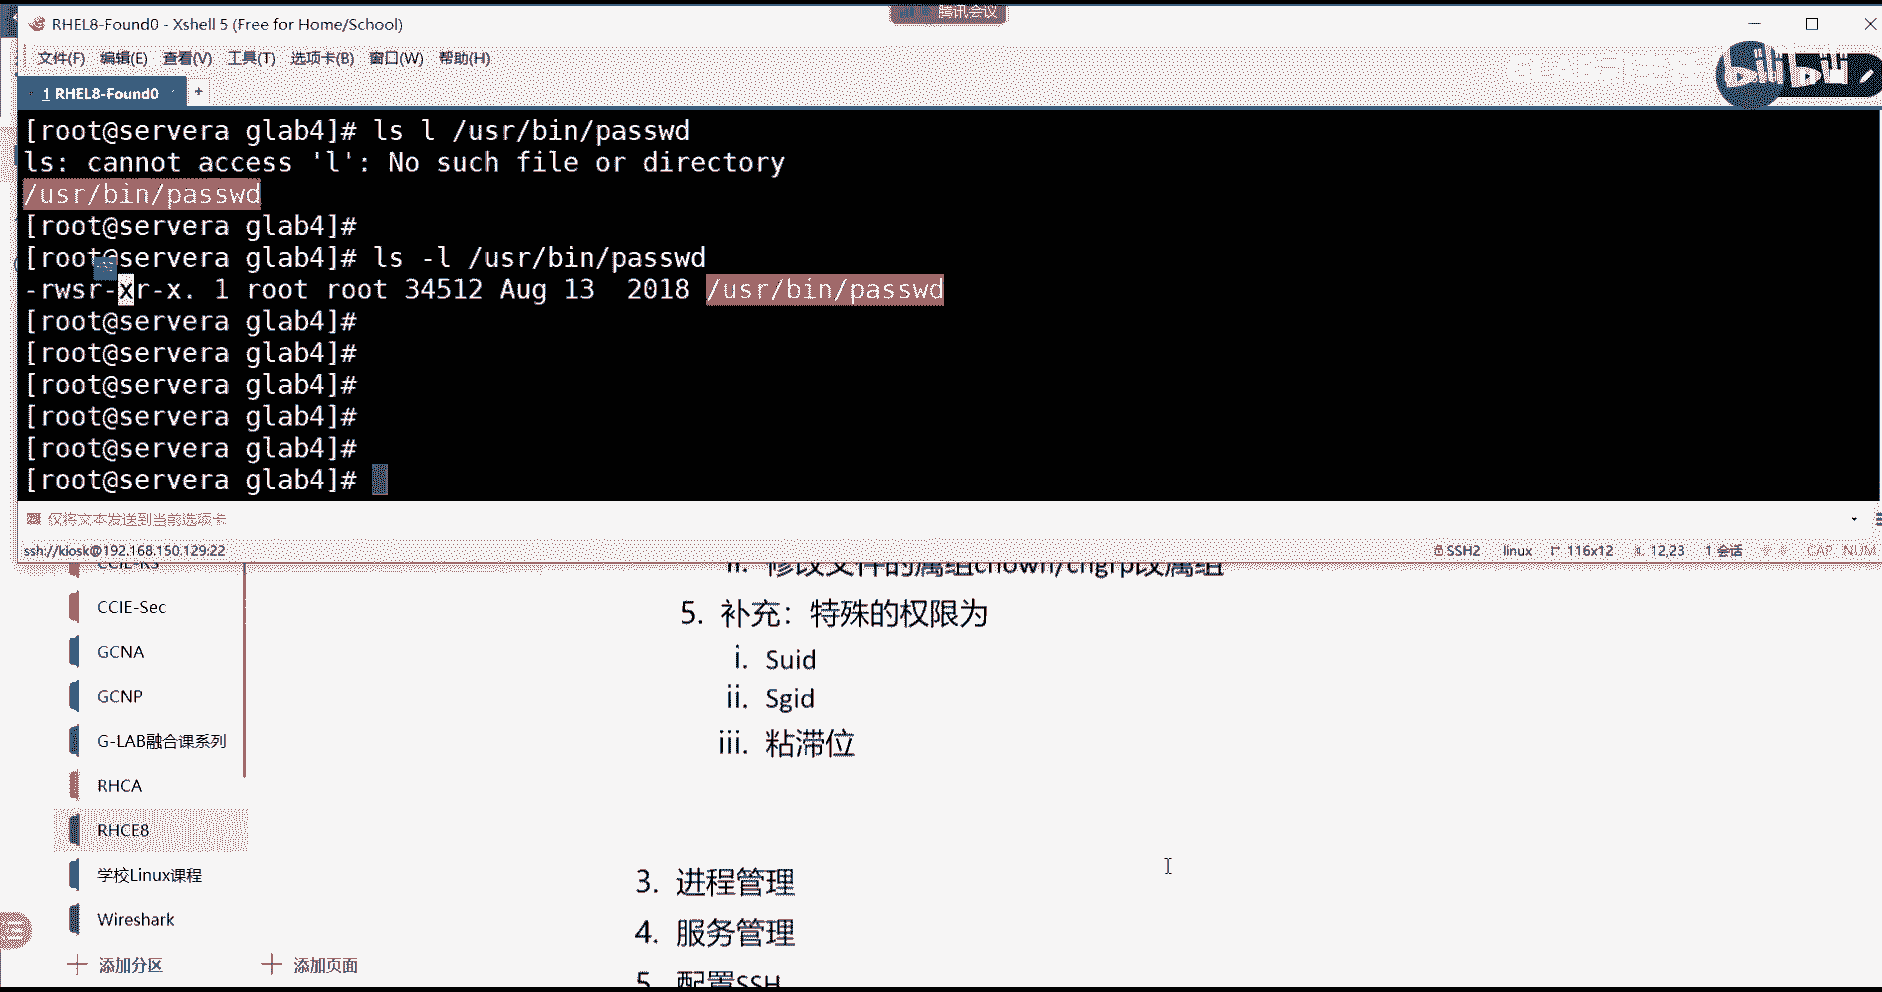 腾讯会议
RHEL8-Found0 - Xshell 5 (Free for Home/School)
文件(F) 编辑(E) 查看(V) 工具(T) 选项卡(B) 窗口(W) 帮助(H)
1 RHEL8-Found0 +
[root@servera glab4]# ls l /usr/bin/passwd
ls: cannot access 'l': No such file or directory
/usr/bin/passwd
[root@servera glab4]#
[root@servera glab4]# ls -l /usr/bin/passwd
-rwsr-xr-x. 1 root root 34512 Aug 13  2018 /usr/bin/passwd
[root@servera glab4]#
[root@servera glab4]#
[root@servera glab4]#
[root@servera glab4]#
[root@servera glab4]#
[root@servera glab4]#
仅将文本发送到当前选项卡
ssh://kiosk@192.168.150.129:22 SSH2 linux 116x12 12,23 1 会话 CAP NUM
CCIE-RS
CCIE-Sec
GCNA
GCNP
G-LAB融合课系列
RHCA
RHCE8
学校Linux课程
Wireshark
添加分区 添加页面
ii. 修改文件的属组chown/chgrp改属组
5. 补充：特殊的权限为
i. Suid
ii. Sgid
iii. 粘滞位
3. 进程管理
4. 服务管理
5. 配置SSH